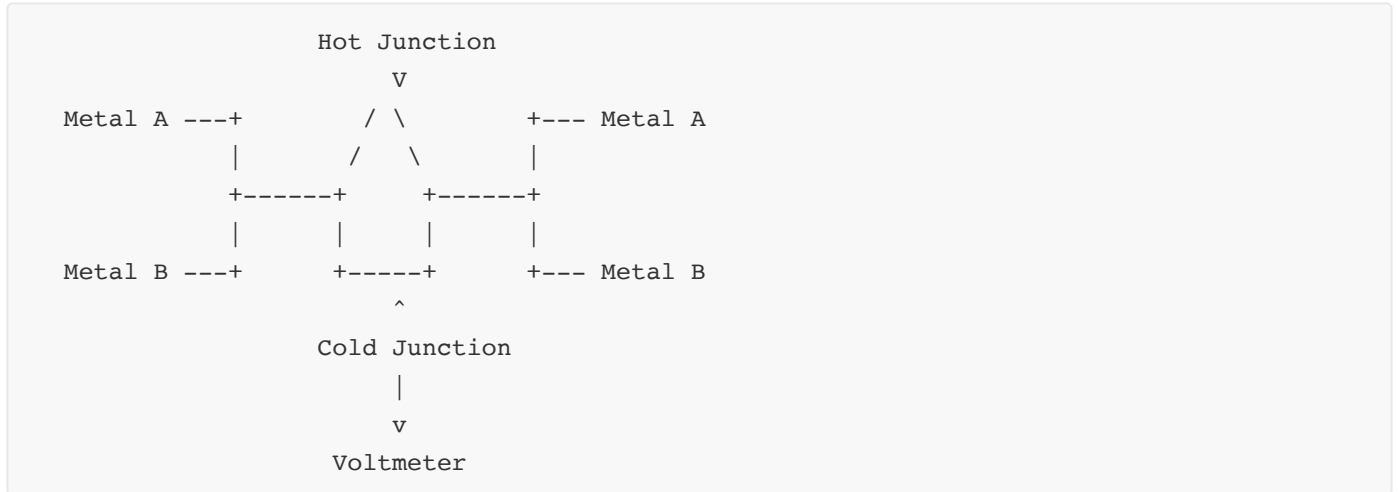 Hot Junction
V
Metal A ---+ / \ +--- Metal A
| / \ |
+------+ +------+
| | | |
Metal B ---+ +-----+ +--- Metal B
^
Cold Junction
|
v
Voltmeter